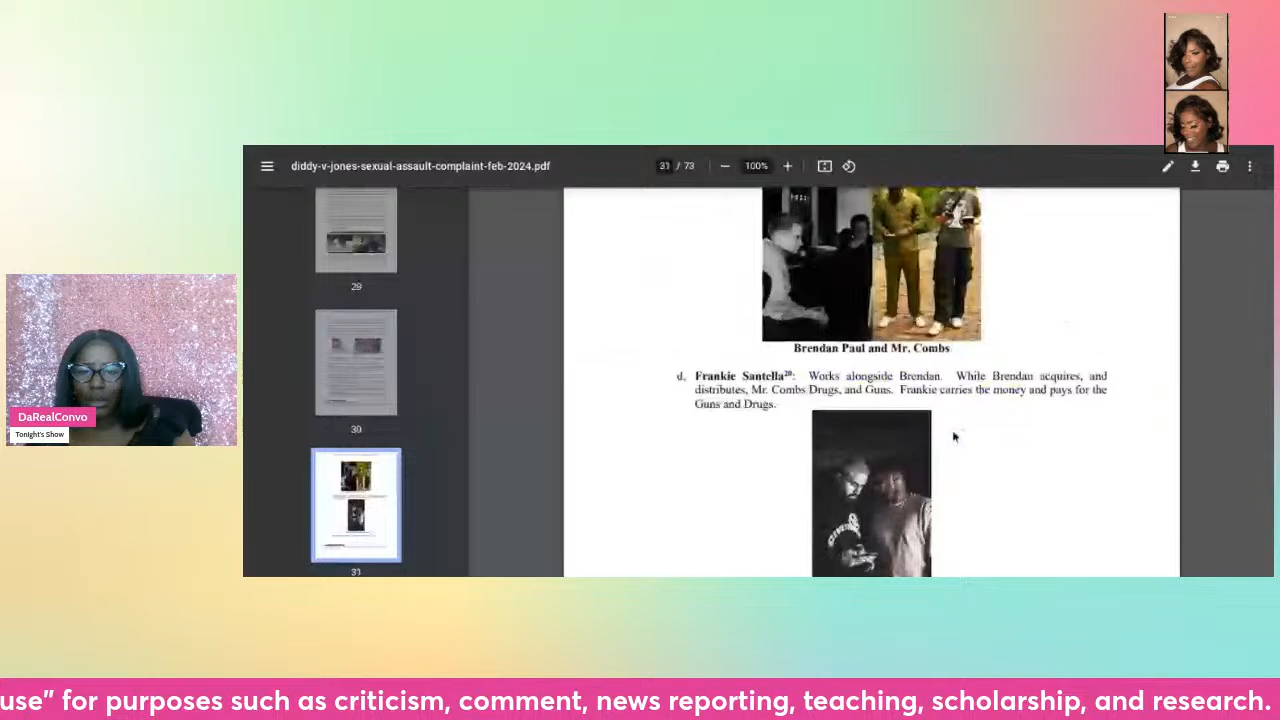 diddy-v-jones-sexual-assault-complaint-feb-2024.pdf
31 / 73
100%
29
30
31
Brendan Paul and Mr. Combs
d. Frankie Santella20: Works alongside Brendan. While Brendan acquires, and
distributes, Mr. Combs Drugs, and Guns. Frankie carries the money and pays for the
Guns and Drugs.
DaRealConvo
Tonight's Show
use” for purposes such as criticism, comment, news reporting, teaching, scholarship, and research.